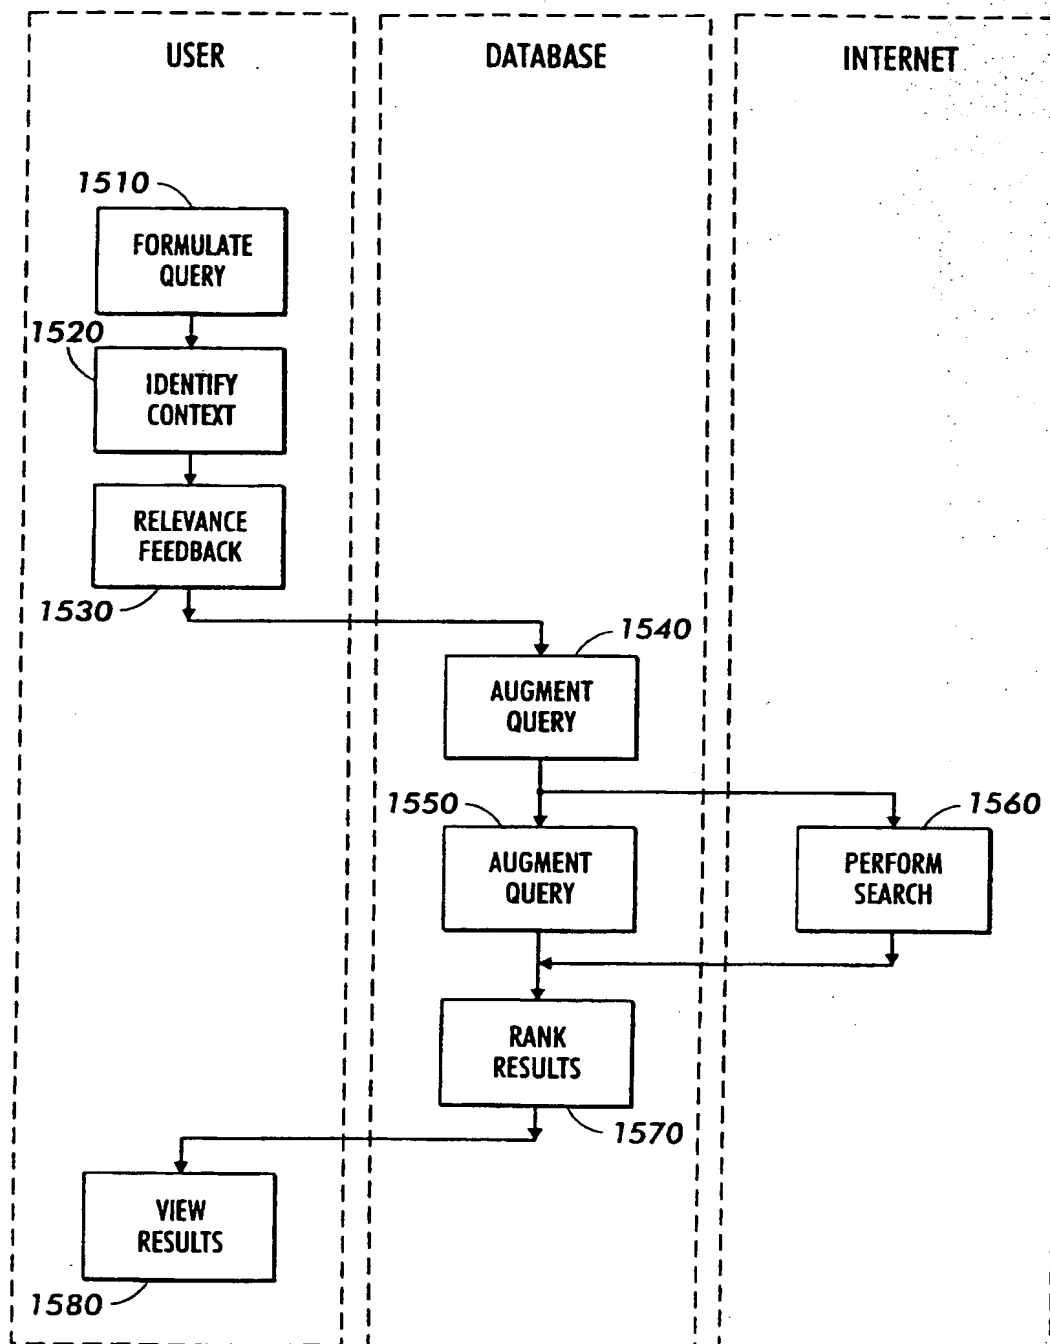 USER
DATABASE
INTERNET
1510
FORMULATE
QUERY
1520
IDENTIFY
CONTEXT
RELEVANCE
FEEDBACK
1530
1540
AUGMENT
QUERY
1550
1560
AUGMENT
QUERY
PERFORM
SEARCH
RANK
RESULTS
1570
VIEW
RESULTS
1580